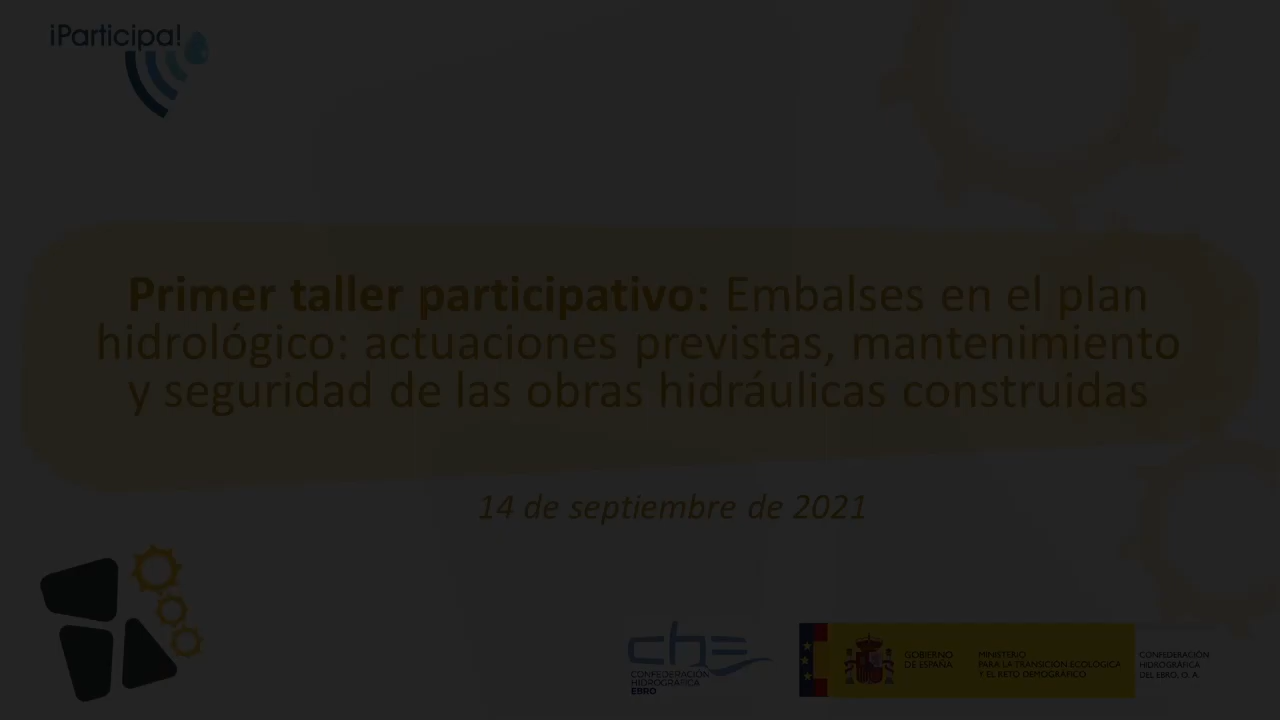 ¡Participa!
Primer taller participativo: Embalses en el plan
hidrológico: actuaciones previstas, mantenimiento
y seguridad de las obras hidráulicas construidas
14 de septiembre de 2021
che
CONFEDERACIÓN
HIDROGRÁFICA
EBRO
GOBIERNO
DE ESPAÑA
MINISTERIO
PARA LA TRANSICIÓN ECOLÓGICA
Y EL RETO DEMOGRÁFICO
CONFEDERACIÓN
HIDROGRÁFICA
DEL EBRO, O. A.